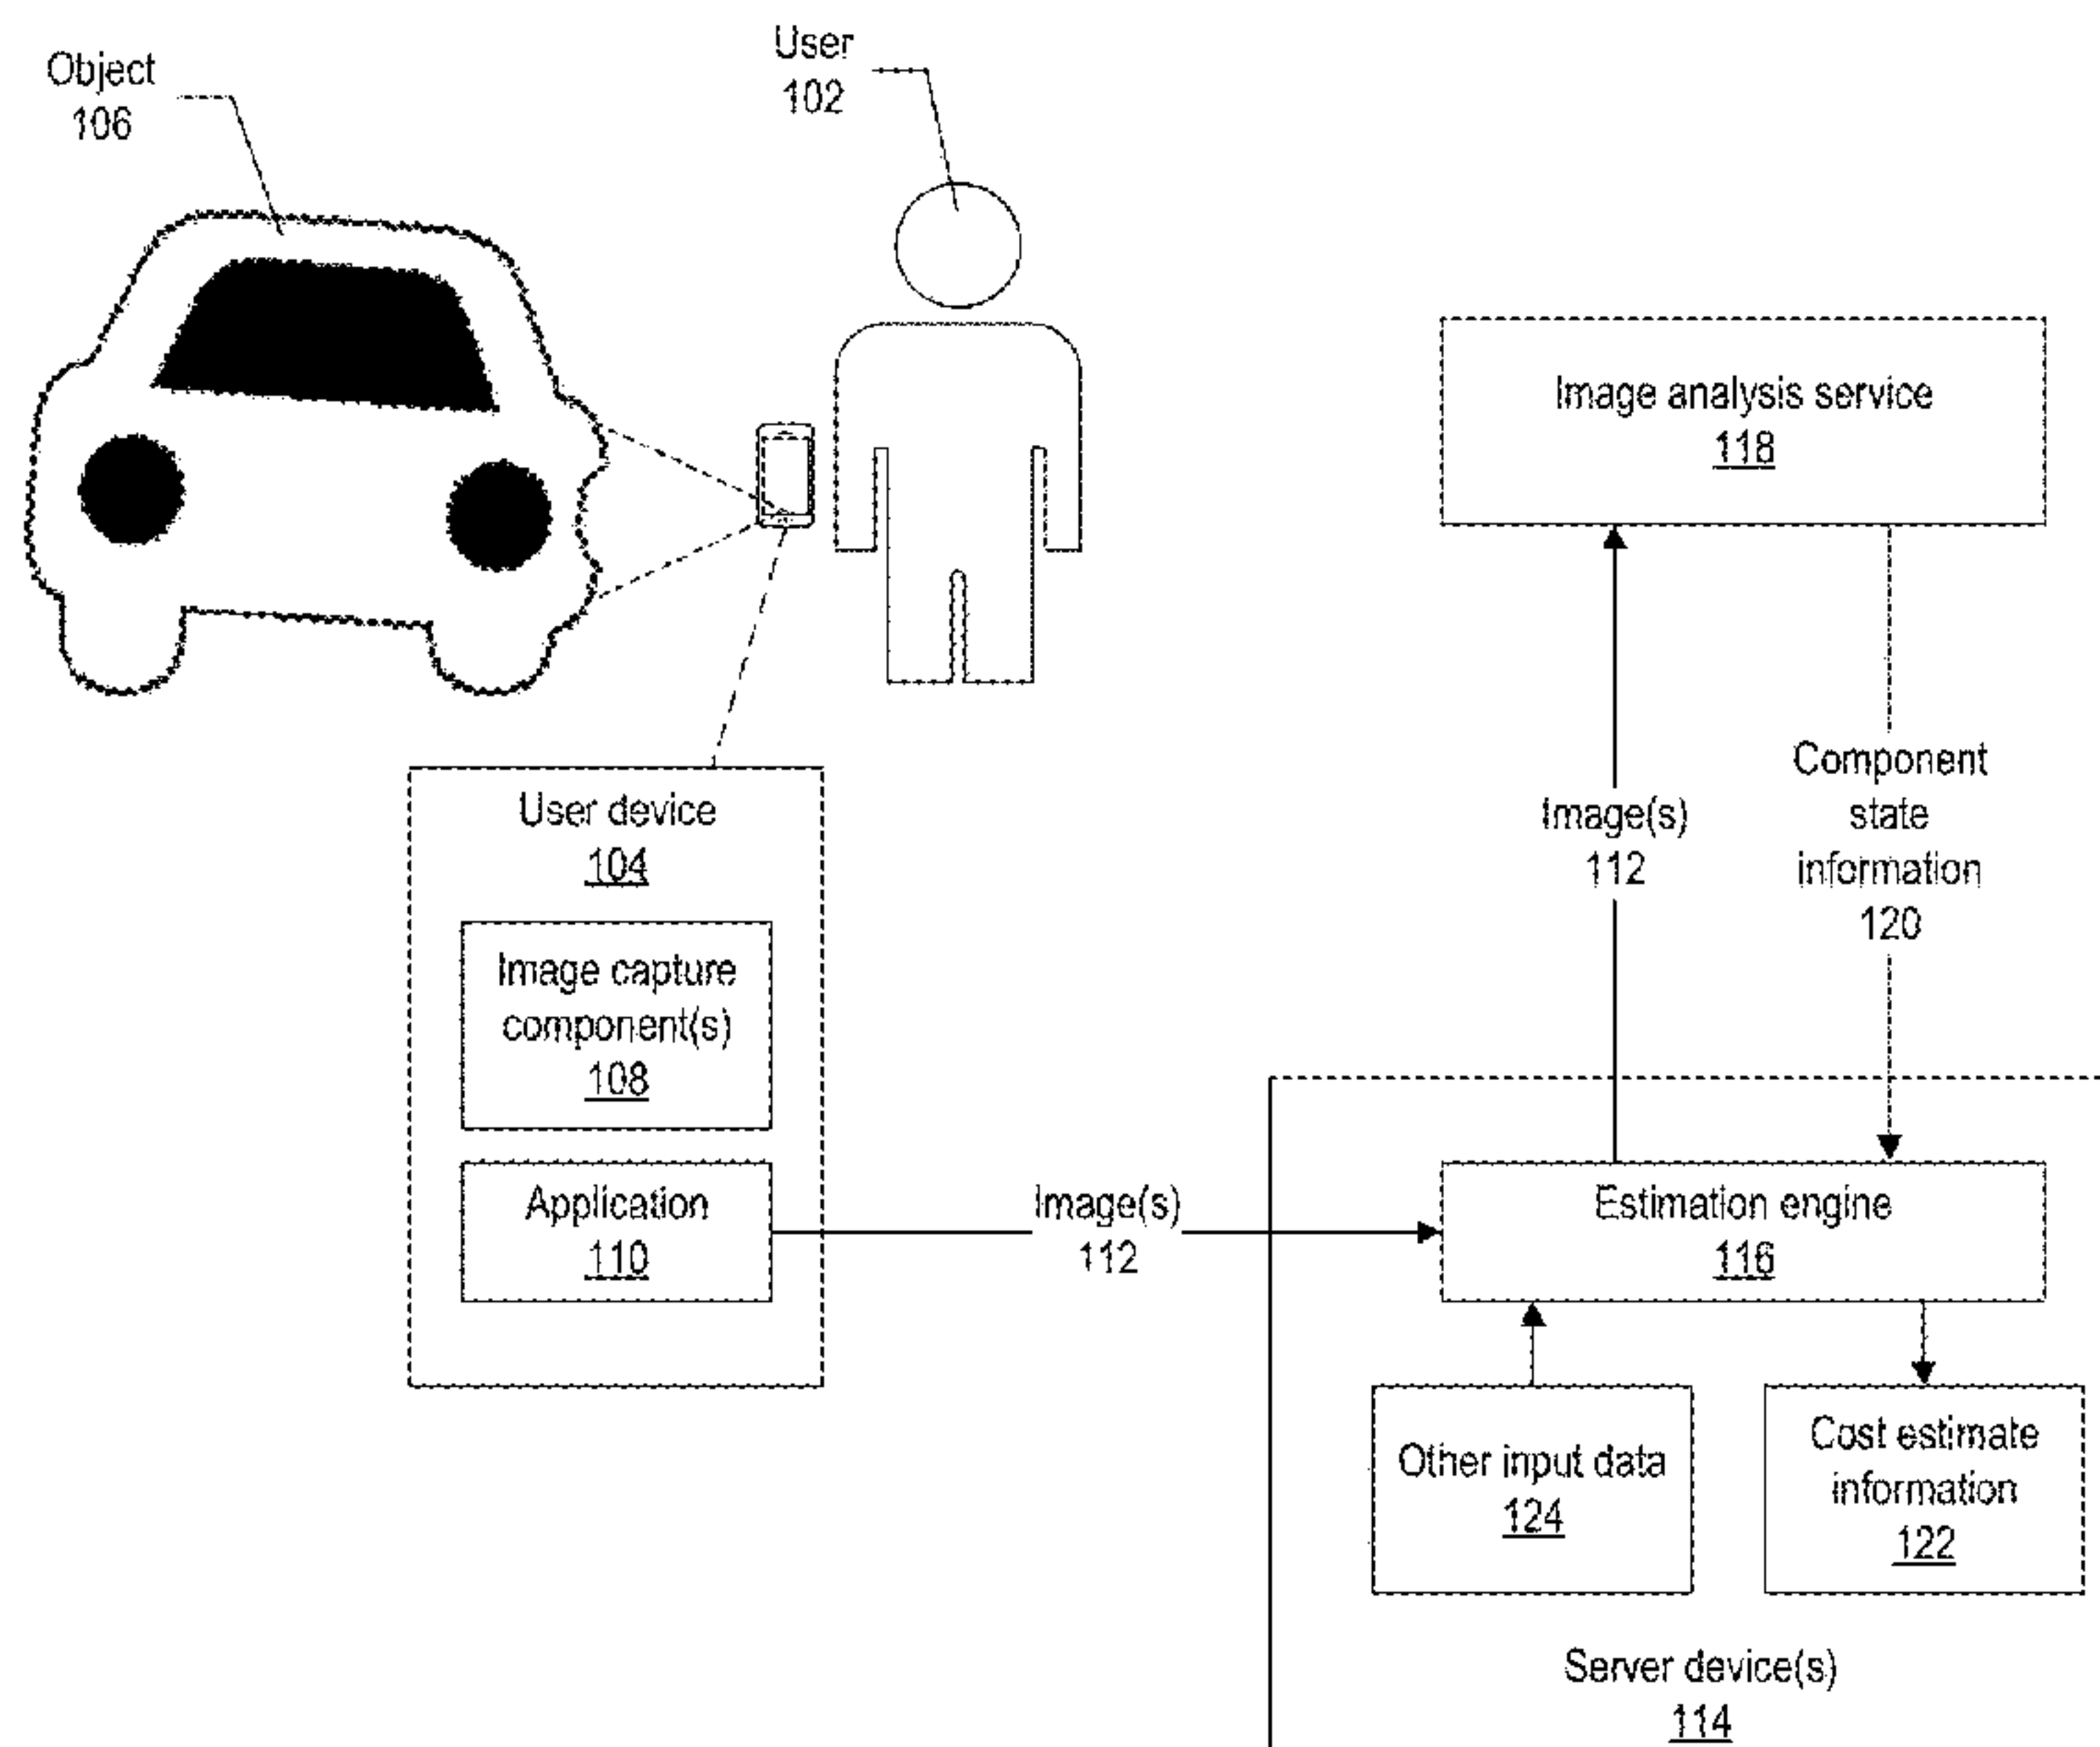 Object
106
User
102
Image analysis service
118
Component
state
information
120
Image(s)
112
User device
104
Image capture
component(s)
108
Application
110
Image(s)
112
Estimation engine
116
Other input data
124
Cost estimate
information
122
Server device(s)
114